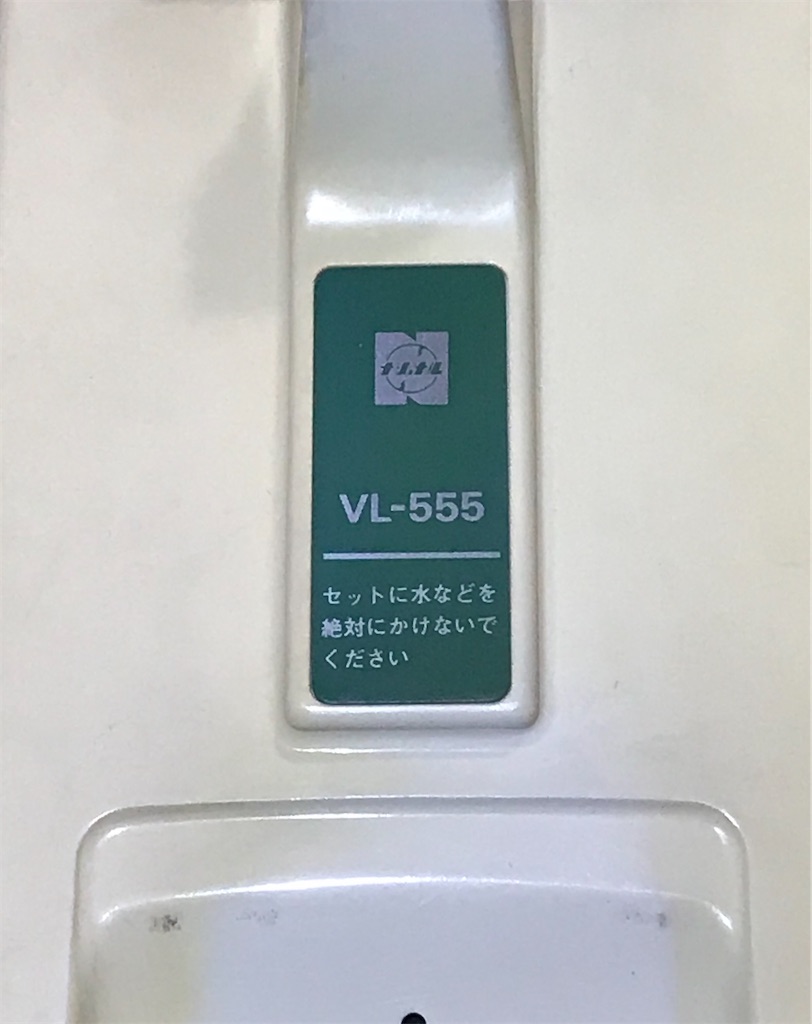 ナショナル
VL-555
セットに水などを
絶対にかけないで
ください